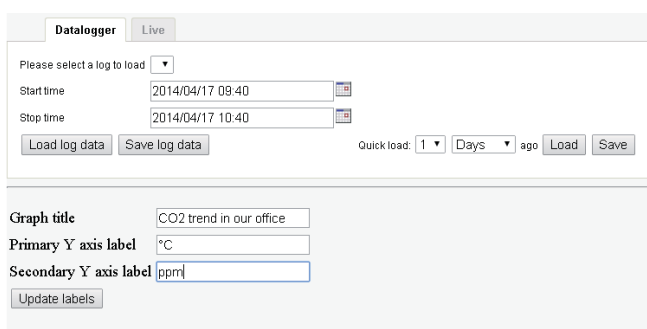 Datalogger Live
Please select a log to load
Start time 2014/04/17 09:40
Stop time 2014/04/17 10:40
Load log data Save log data Quick load: 1 Days ago Load Save
Graph title CO2 trend in our office
Primary Y axis label °C
Secondary Y axis label ppm
Update labels